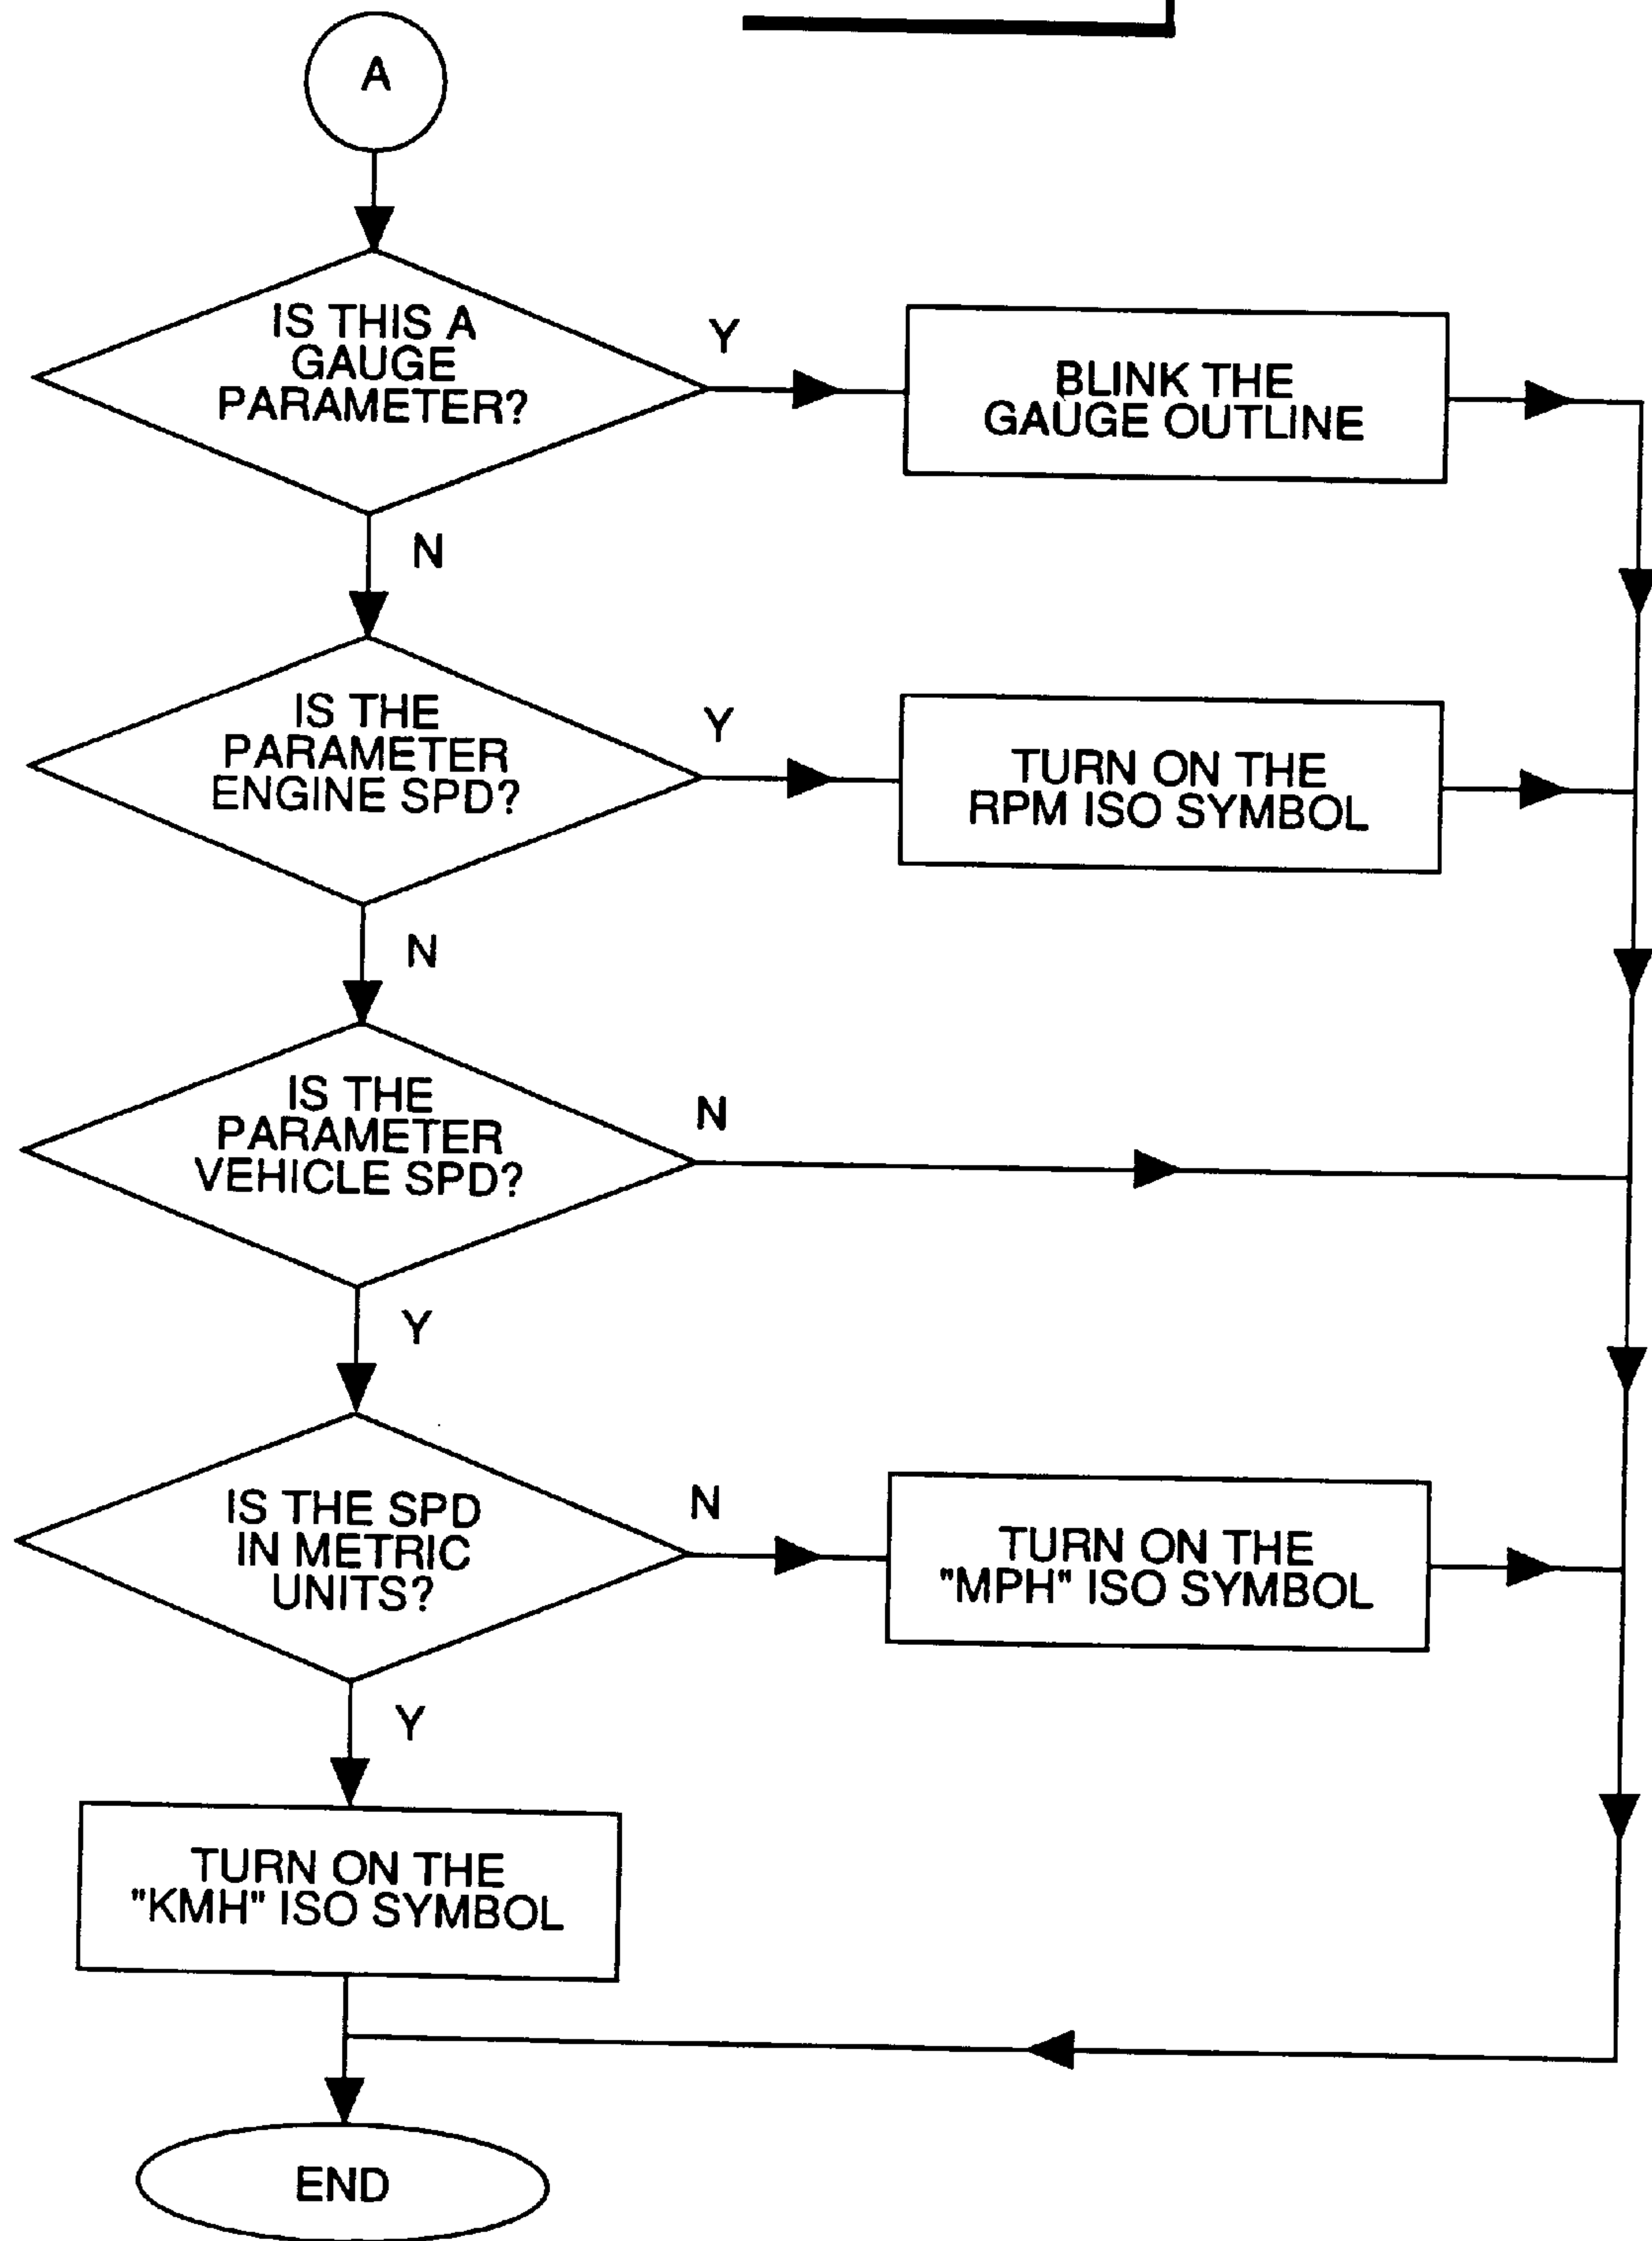 A
IS THIS A
GAUGE
PARAMETER?
Y
BLINK THE
GAUGE OUTLINE
N
IS THE
PARAMETER
ENGINE SPD?
Y
TURN ON THE
RPM ISO SYMBOL
N
IS THE
PARAMETER
VEHICLE SPD?
N
Y
IS THE SPD
IN METRIC
UNITS?
N
TURN ON THE
"MPH" ISO SYMBOL
Y
TURN ON THE
"KMH" ISO SYMBOL
END